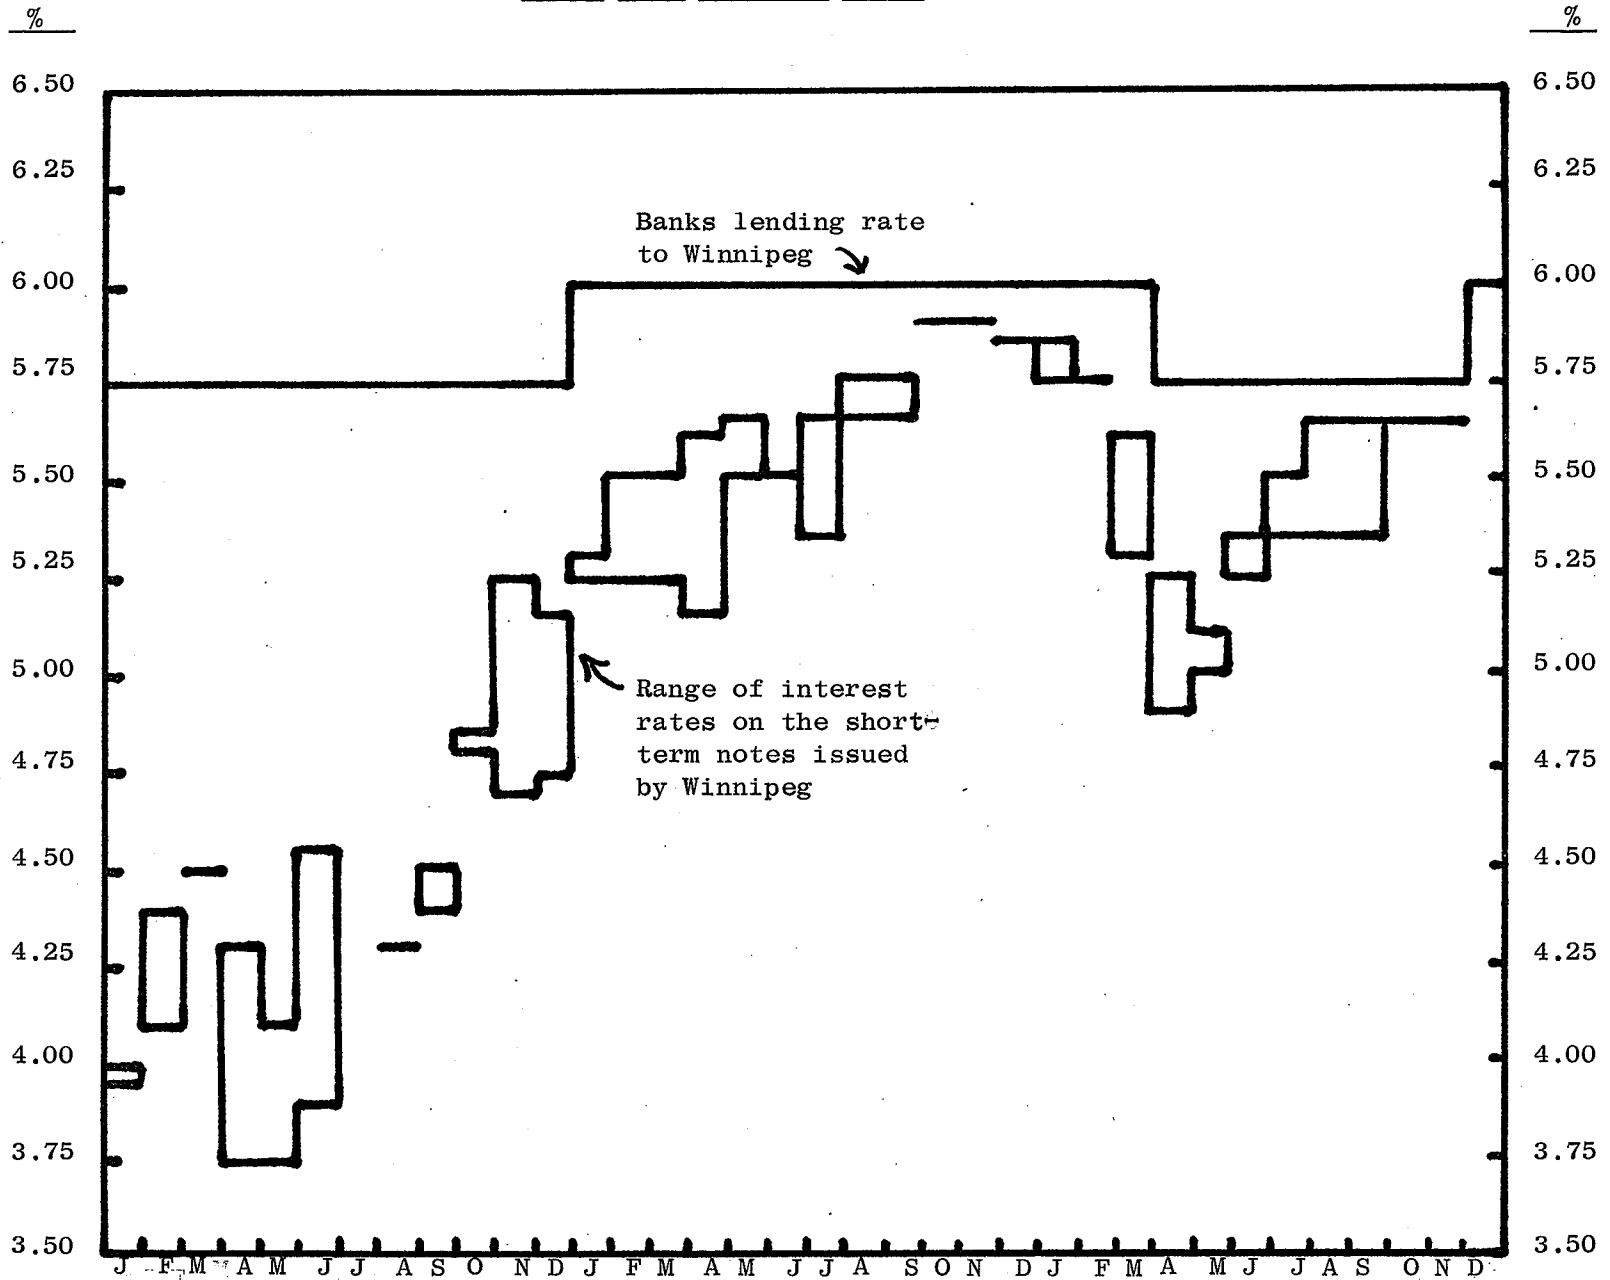 % %
6.50 6.50
6.25 6.25
Banks lending rate
to Winnipeg
6.00 6.00
5.75 5.75
5.50 5.50
5.25 5.25
5.00 5.00
Range of interest
rates on the short-
term notes issued
by Winnipeg
4.75 4.75
4.50 4.50
4.25 4.25
4.00 4.00
3.75 3.75
3.50 3.50
J F M A M J J A S O N D J F M A M J J A S O N D J F M A M J J A S O N D